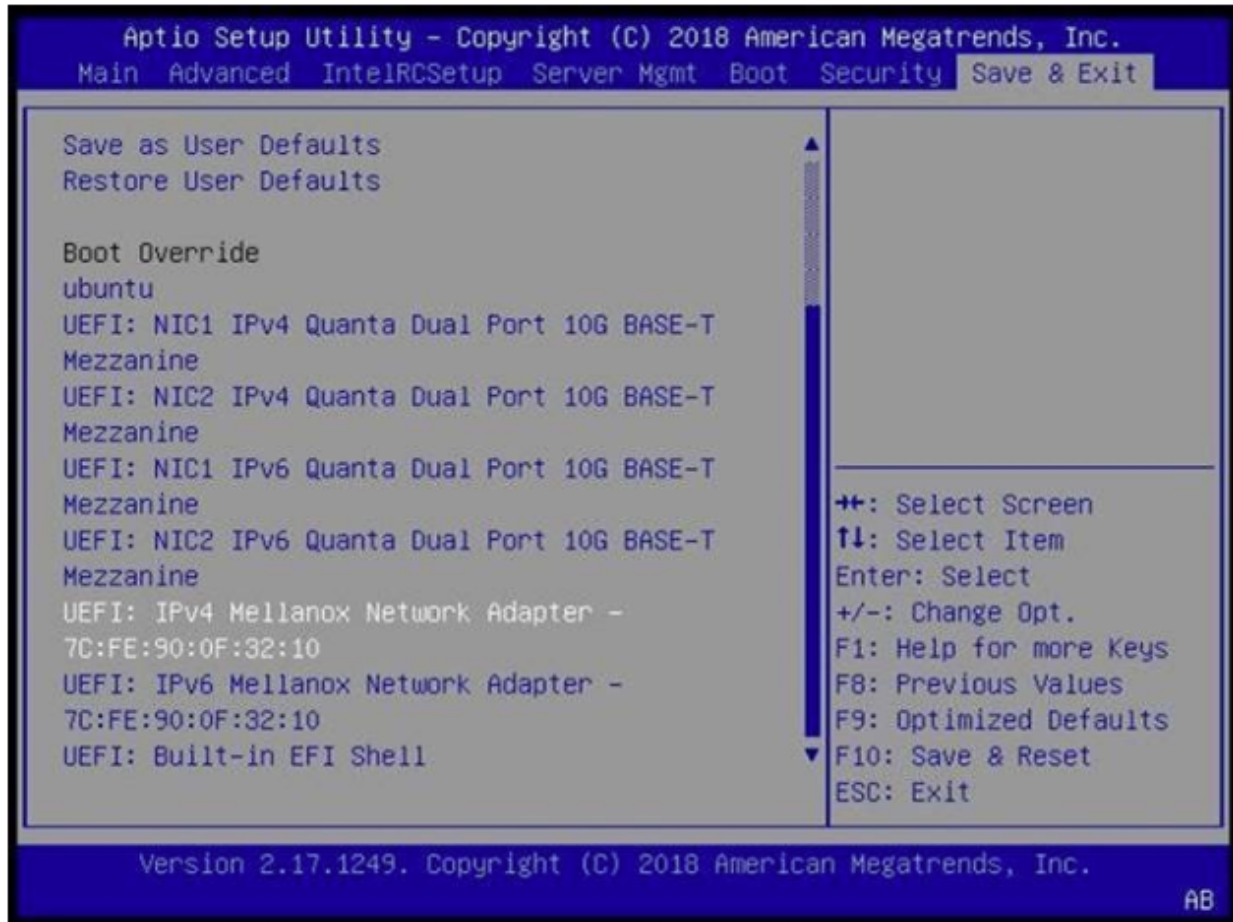 Aptio Setup Utility – Copyright (C) 2018 American Megatrends, Inc.
Main Advanced IntelRCSetup Server Mgmt Boot Security Save & Exit
Save as User Defaults
Restore User Defaults
Boot Override
ubuntu
UEFI: NIC1 IPv4 Quanta Dual Port 10G BASE-T
Mezzanine
UEFI: NIC2 IPv4 Quanta Dual Port 10G BASE-T
Mezzanine
UEFI: NIC1 IPv6 Quanta Dual Port 10G BASE-T
Mezzanine
UEFI: NIC2 IPv6 Quanta Dual Port 10G BASE-T
Mezzanine
UEFI: IPv4 Mellanox Network Adapter –
7C:FE:90:0F:32:10
UEFI: IPv6 Mellanox Network Adapter –
7C:FE:90:0F:32:10
UEFI: Built-in EFI Shell
→←: Select Screen
↑↓: Select Item
Enter: Select
+/-: Change Opt.
F1: Help for more Keys
F8: Previous Values
F9: Optimized Defaults
F10: Save & Reset
ESC: Exit
Version 2.17.1249. Copyright (C) 2018 American Megatrends, Inc.
AB